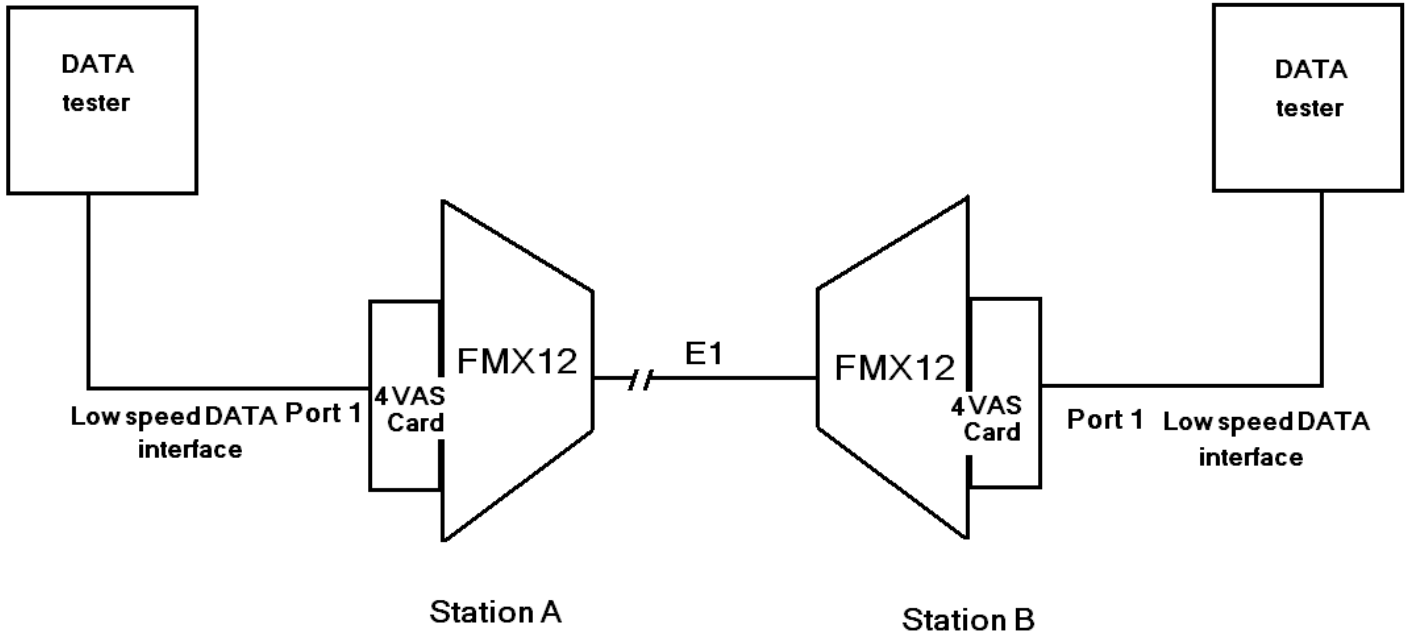 DATA
tester
DATA
tester
FMX12
E1
FMX12
4 VAS
Card
4 VAS
Card
Low speed DATA
interface
Port 1
Port 1
Low speed DATA
interface
Station A
Station B